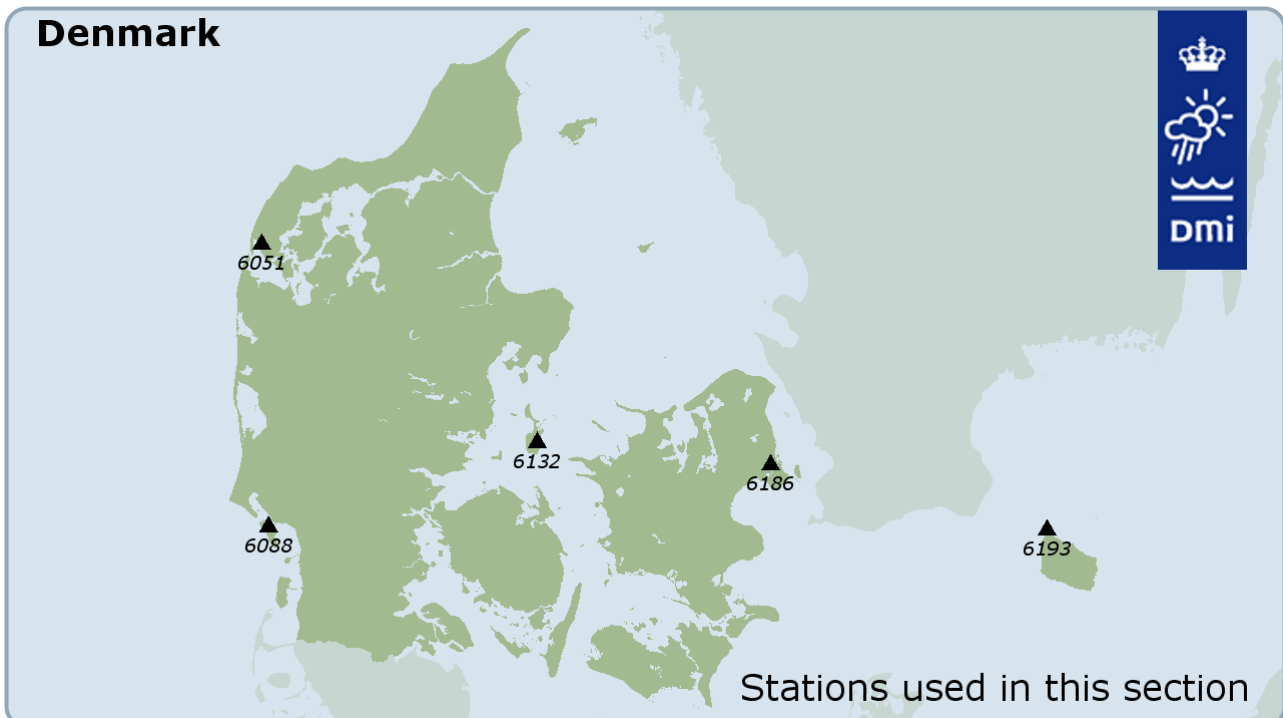 Denmark
DMi
6051
6132
6186
6088
6193
Stations used in this section